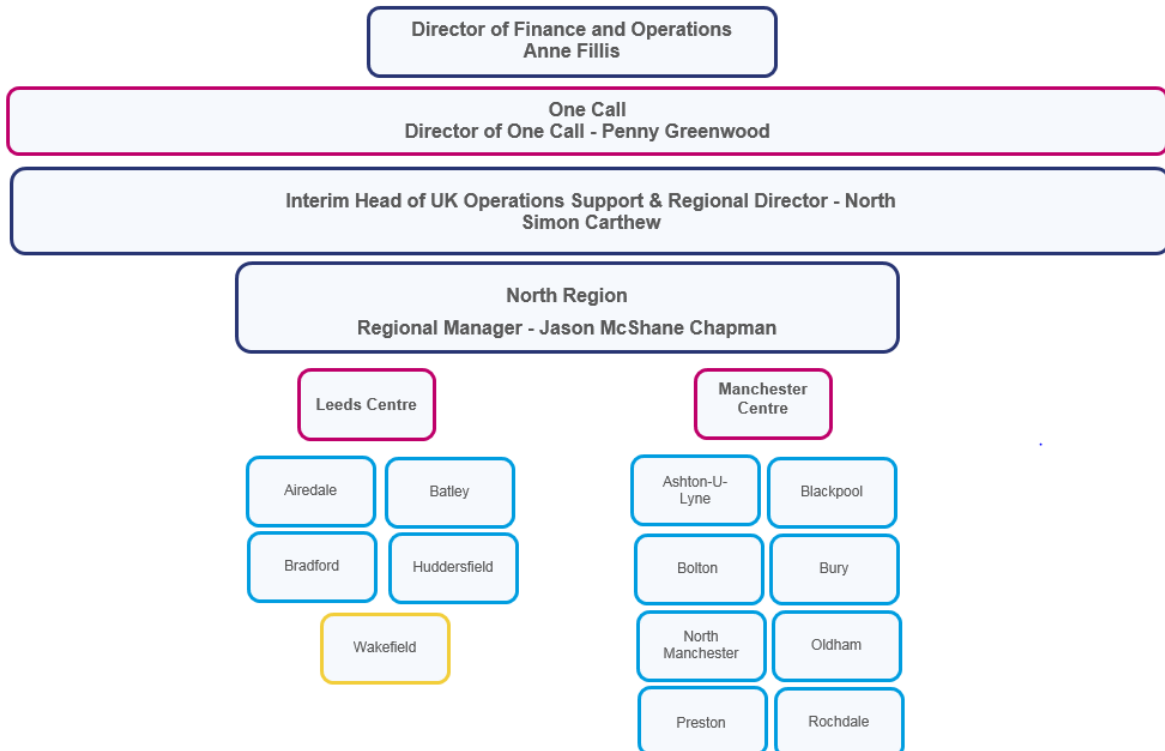 Director of Finance and Operations
Anne Fillis
One Call
Director of One Call - Penny Greenwood
Interim Head of UK Operations Support & Regional Director - North
Simon Carthew
North Region
Regional Manager - Jason McShane Chapman
Leeds Centre
Manchester
Centre
Airedale
Batley
Bradford
Huddersfield
Wakefield
Ashton-U-
Lyne
Blackpool
Bolton
Bury
North
Manchester
Oldham
Preston
Rochdale